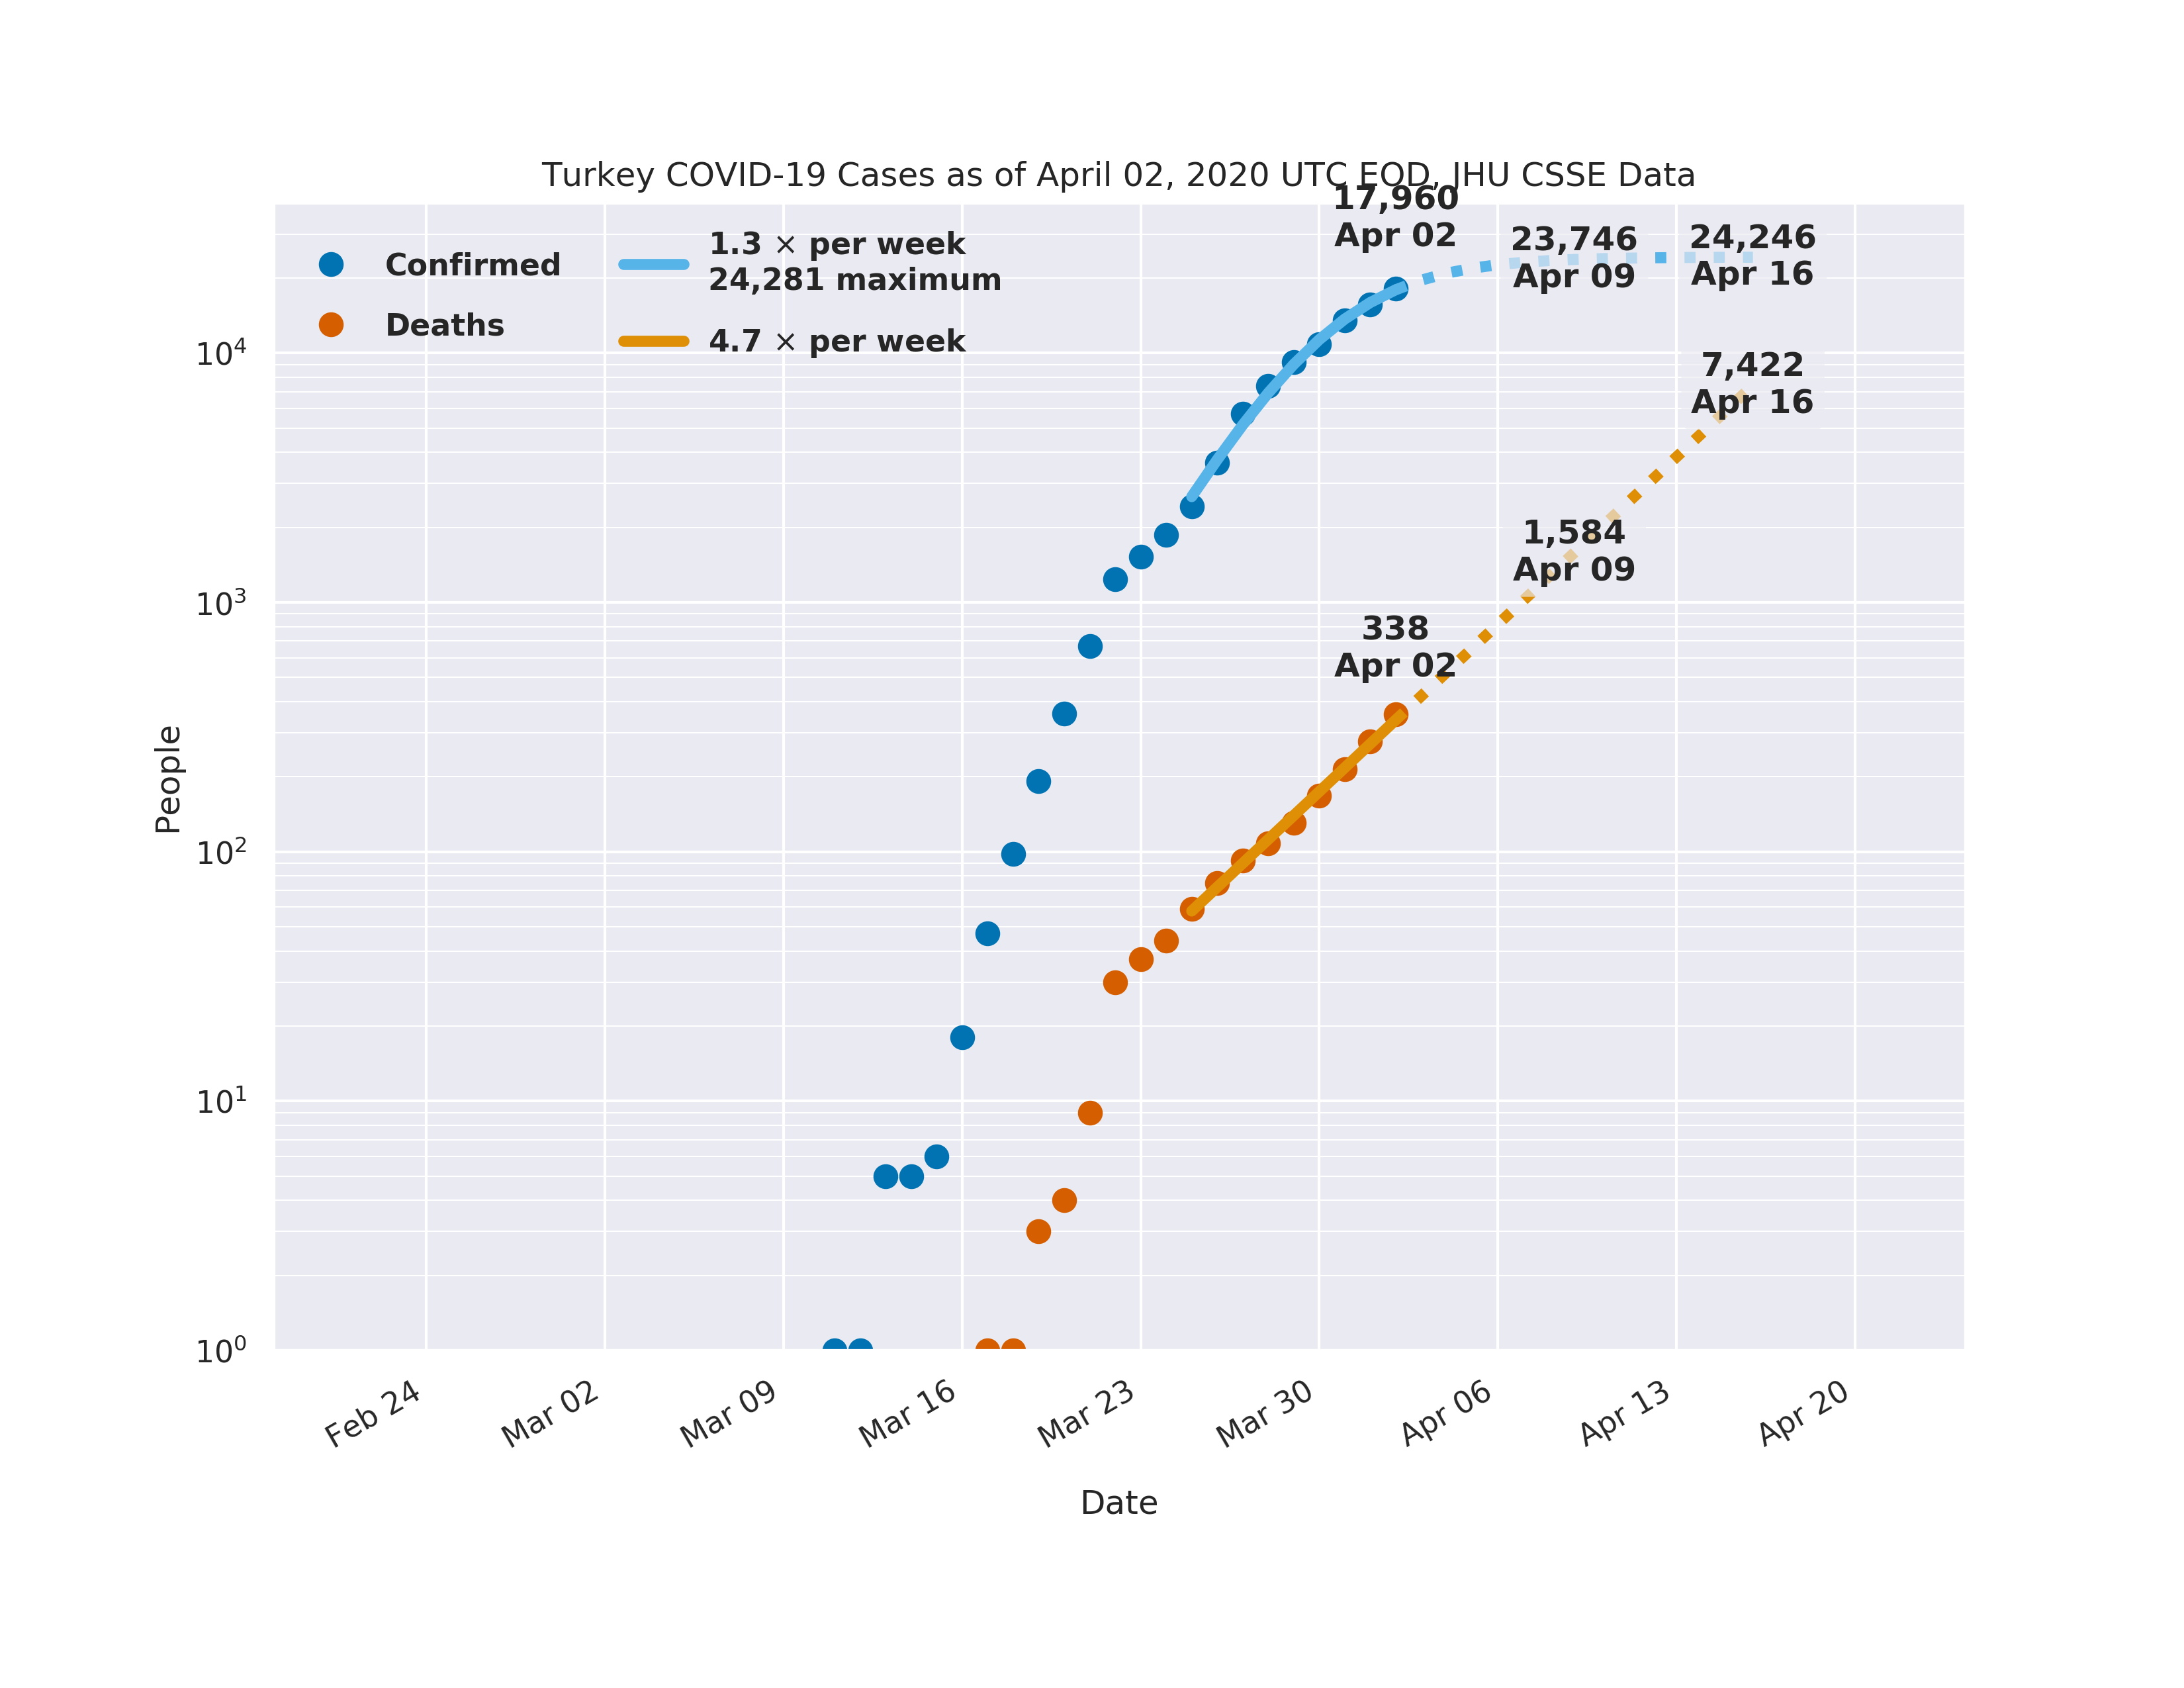 Turkey COVID-19 Cases as of April 02, 2020 UTC EOD, JHU CSSE Data
Confirmed
Deaths
1.3 × per week
24,281 maximum
4.7 × per week
17,960
Apr 02
23,746
Apr 09
24,246
Apr 16
7,422
Apr 16
1,584
Apr 09
338
Apr 02
People
10⁴
10³
10²
10¹
10⁰
Feb 24
Mar 02
Mar 09
Mar 16
Mar 23
Mar 30
Apr 06
Apr 13
Apr 20
Date